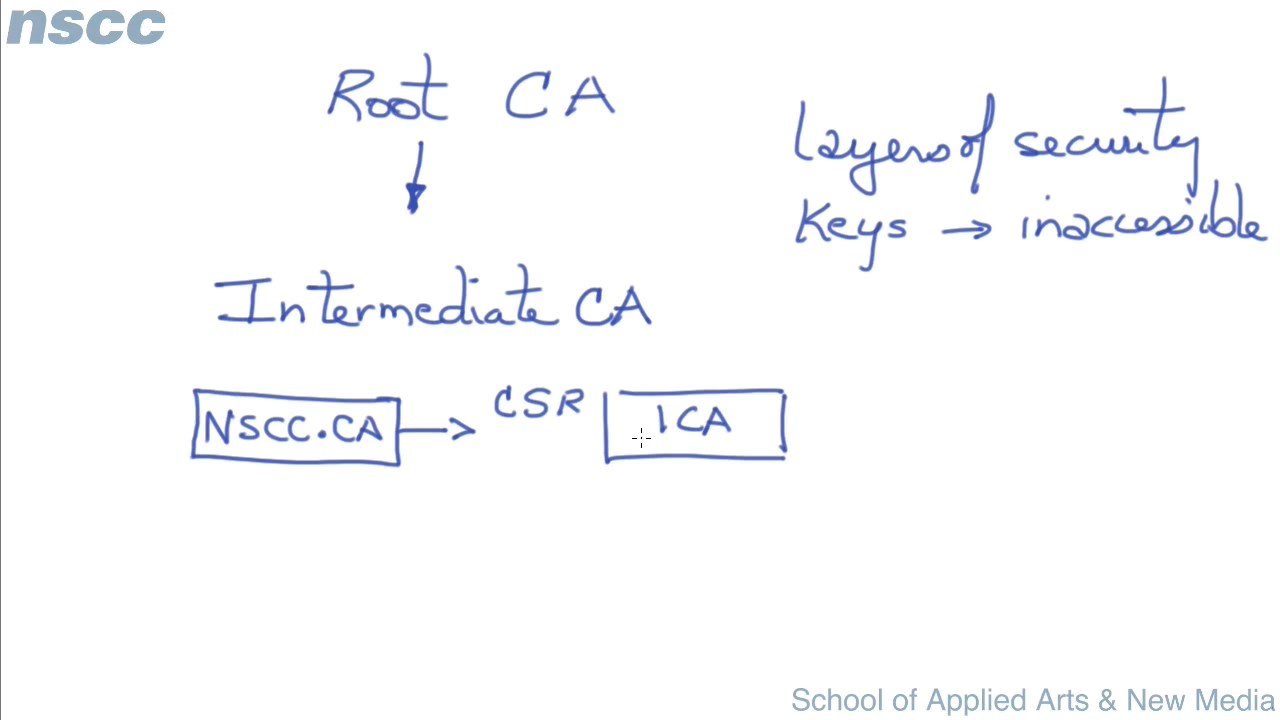 nscc
Root CA
Layers of security
Keys → inaccessible
Intermediate CA
NSCC.CA → CSR ICA
School of Applied Arts & New Media